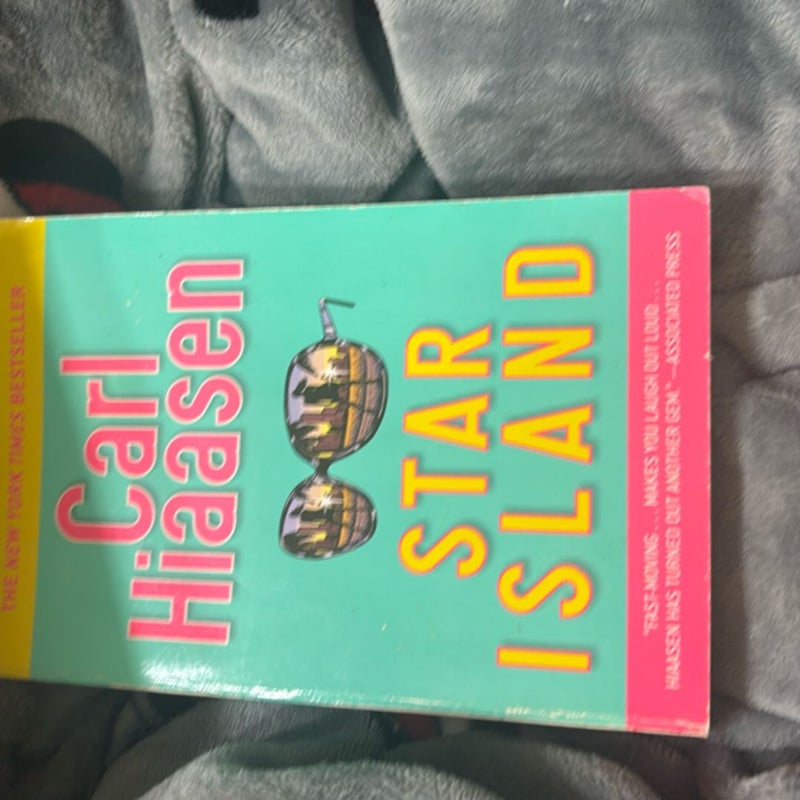 THE NEW YORK TIMES BESTSELLER
Carl
Hiaasen
STAR
ISLAND
"FAST-MOVING ... MAKES YOU LAUGH OUT LOUD ...
HIAASEN HAS TURNED OUT ANOTHER GEM." —ASSOCIATED PRESS